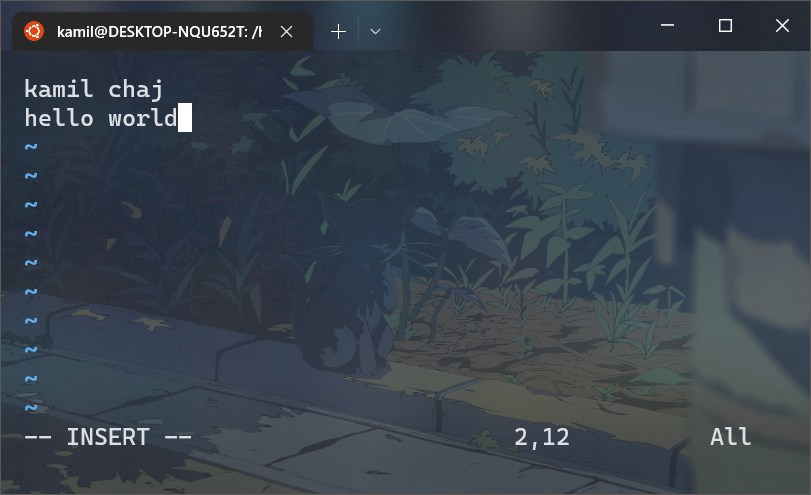 kamil@DESKTOP-NQU652T: /h
kamil chaj
hello world
~
~
~
~
~
~
~
~
~
~
-- INSERT -- 2,12 All